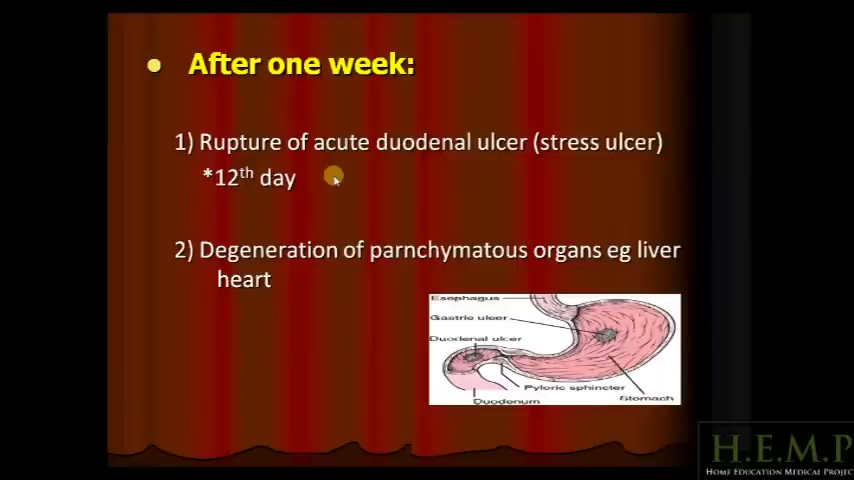 After one week:
1) Rupture of acute duodenal ulcer (stress ulcer)
*12th day
2) Degeneration of parnchymatous organs eg liver
heart
Esophagus
Gastric ulcer
Duodenal ulcer
Pyloric sphincter
Stomach
Duodenum
H.E.M.P
HOME EDUCATION MEDICAL PROJEC